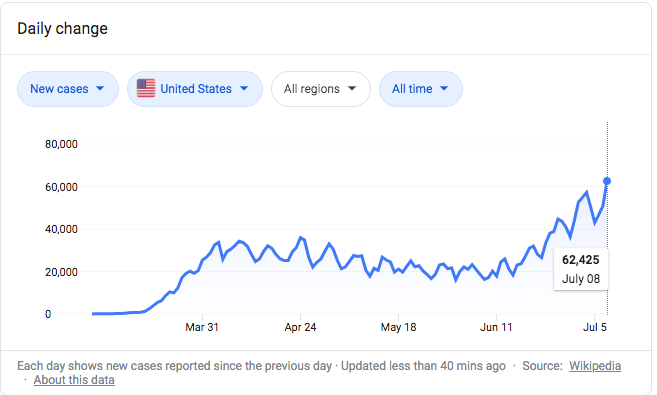 Daily change
New cases United States All regions All time
80,000
60,000
40,000
20,000
0
62,425
July 08
Mar 31 Apr 24 May 18 Jun 11 Jul 5
Each day shows new cases reported since the previous day · Updated less than 40 mins ago · Source: Wikipedia
· About this data